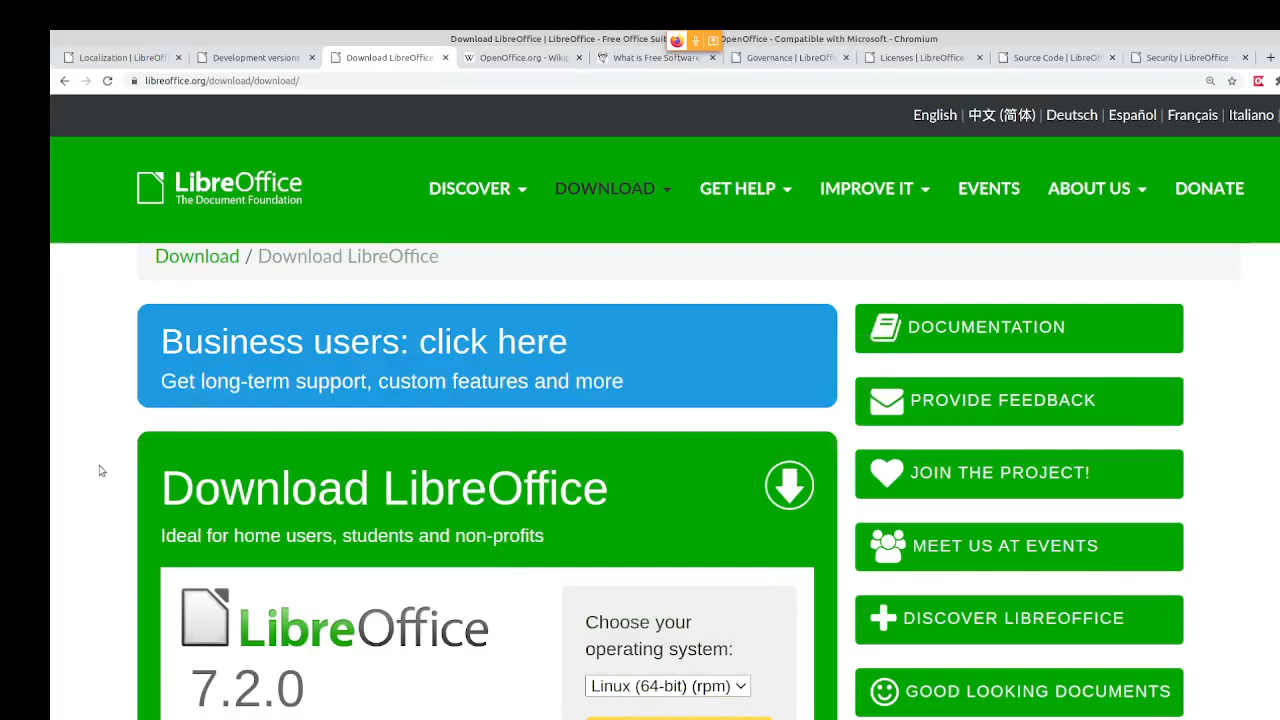 Download LibreOffice | LibreOffice - Free Office Suit
OpenOffice - Compatible with Microsoft - Chromium
Localization | LibreOf
Development versions
Download LibreOffice
OpenOffice.org - Wiki
What is Free Software
Governance | LibreOff
Licenses | LibreOffice
Source Code | LibreOf
Security | LibreOffice -
libreoffice.org/download/download/
English | 中文 (简体) | Deutsch | Español | Français | Italiano |
LibreOffice
The Document Foundation
DISCOVER DOWNLOAD GET HELP IMPROVE IT EVENTS ABOUT US DONATE
Download / Download LibreOffice
Business users: click here
Get long-term support, custom features and more
Download LibreOffice
Ideal for home users, students and non-profits
LibreOffice
7.2.0
Choose your
operating system:
Linux (64-bit) (rpm)
DOCUMENTATION
PROVIDE FEEDBACK
JOIN THE PROJECT!
MEET US AT EVENTS
DISCOVER LIBREOFFICE
GOOD LOOKING DOCUMENTS